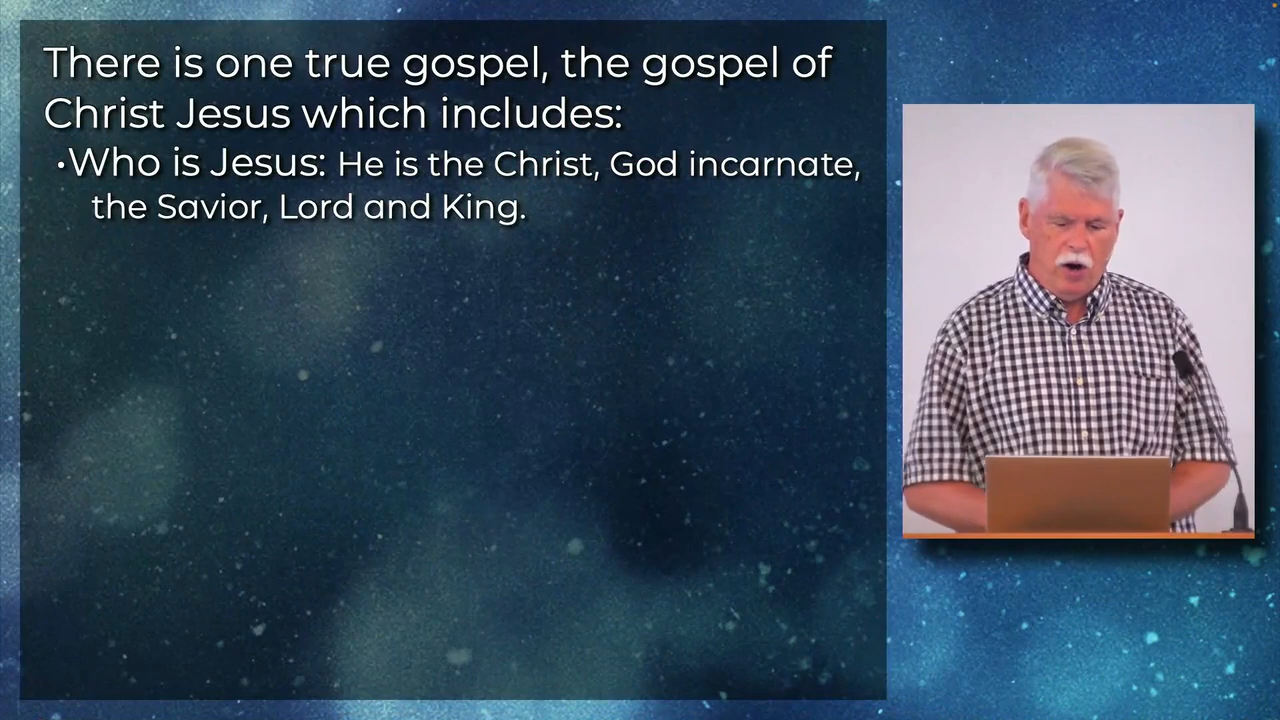 There is one true gospel, the gospel of
Christ Jesus which includes:
•Who is Jesus: He is the Christ, God incarnate,
the Savior, Lord and King.